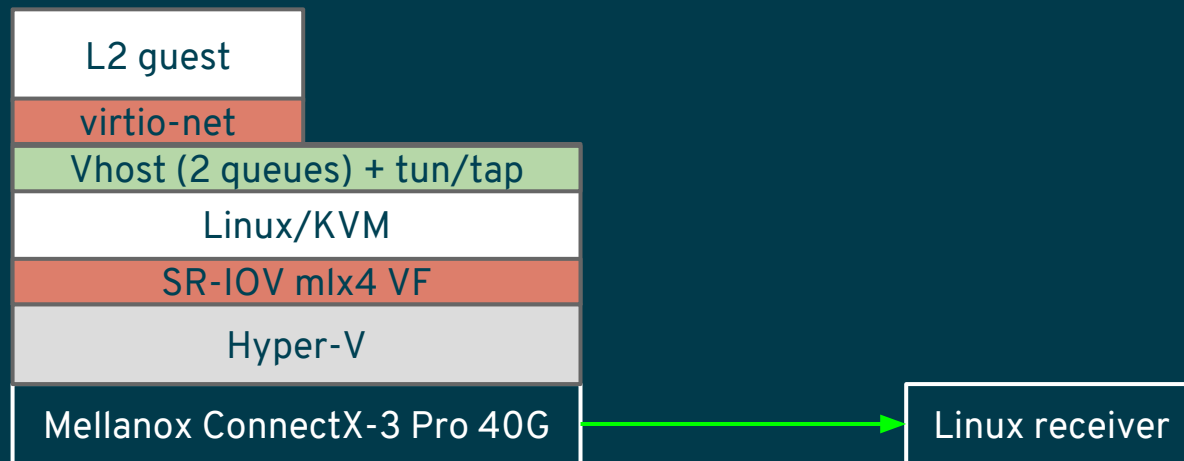 L2 guest
virtio-net
Vhost (2 queues) + tun/tap
Linux/KVM
SR-IOV mlx4 VF
Hyper-V
Mellanox ConnectX-3 Pro 40G
Linux receiver